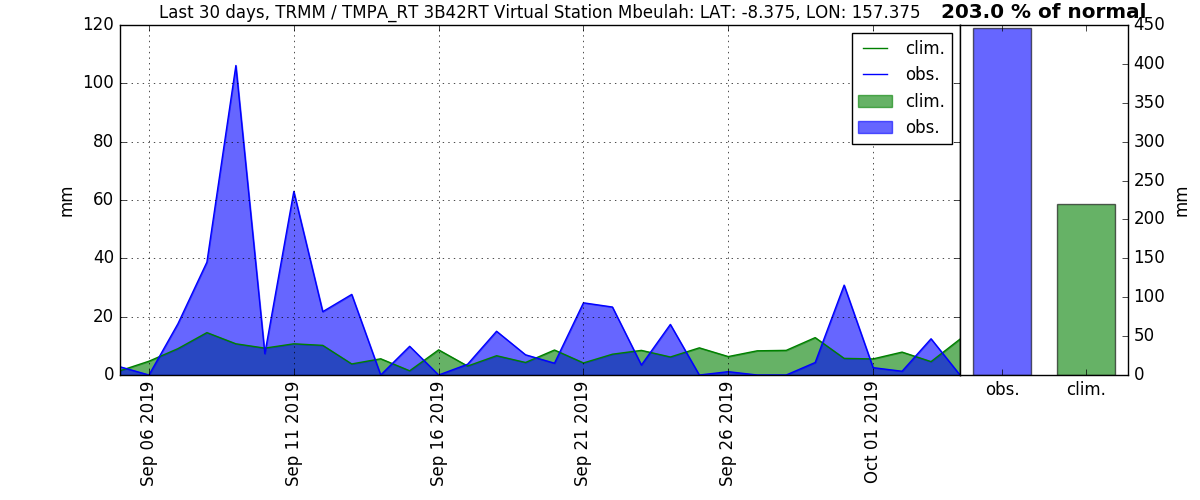 Last 30 days, TRMM / TMPA_RT 3B42RT Virtual Station Mbeulah: LAT: -8.375, LON: 157.375
203.0 % of normal
120
100
80
60
40
20
0
mm
clim.
obs.
clim.
obs.
Sep 06 2019
Sep 11 2019
Sep 16 2019
Sep 21 2019
Sep 26 2019
Oct 01 2019
450
400
350
300
250
200
150
100
50
0
mm
obs.
clim.